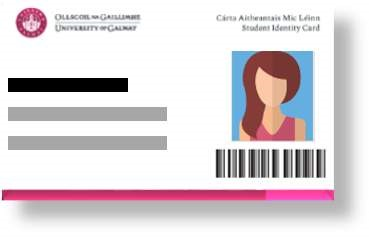 OLLSCOIL NA GAILLIMHE
UNIVERSITY OF GALWAY
Cárta Aitheantais Mic Léinn
Student Identity Card